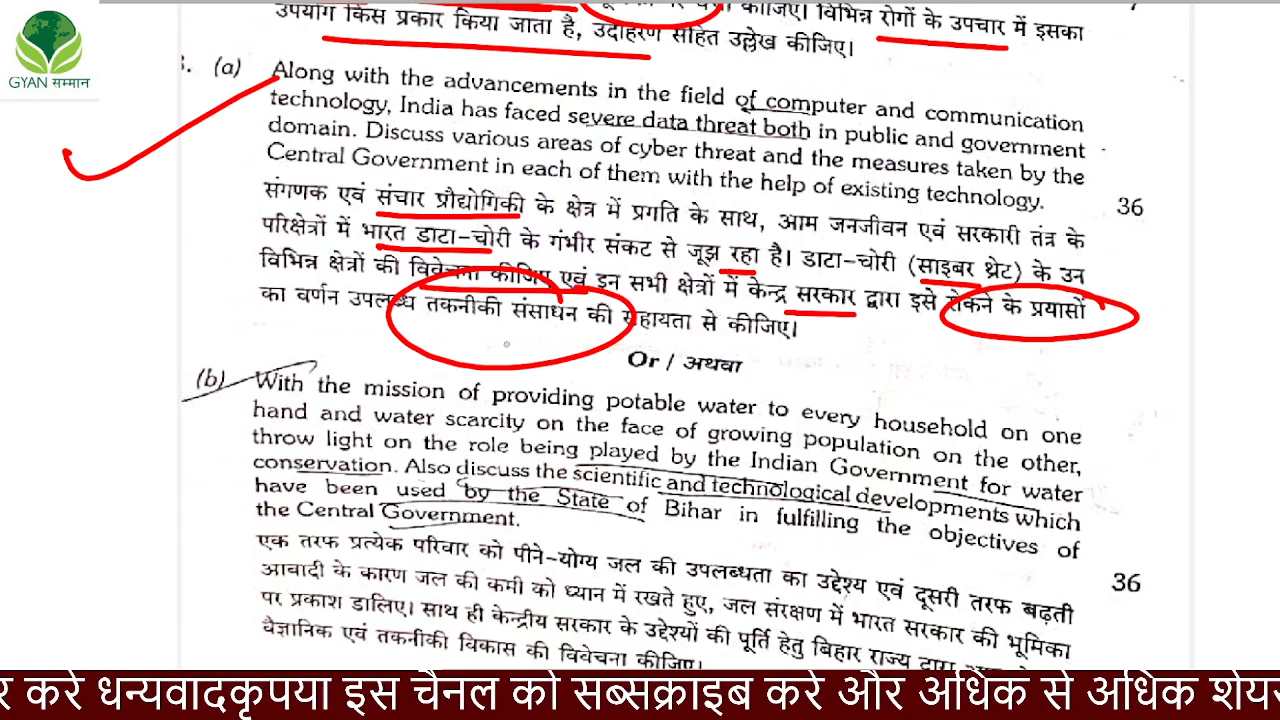 GYAN सम्मान
उपयोग किस प्रकार किया जाता है, उदाहरण सहित उल्लेख कीजिए।
कीजिए। विभिन्न रोगों के उपचार में इसका
(a) Along with the advancements in the field of computer and communication
technology, India has faced severe data threat both in public and government
domain. Discuss various areas of cyber threat and the measures taken by the
Central Government in each of them with the help of existing technology. 36
संगणक एवं संचार प्रौद्योगिकी के क्षेत्र में प्रगति के साथ, आम जनजीवन एवं सरकारी तंत्र के
परिक्षेत्रों में भारत डाटा-चोरी के गंभीर संकट से जूझ रहा है। डाटा-चोरी (साइबर थ्रेट) के उन
विभिन्न क्षेत्रों की विवेचना कीजिए एवं इन सभी क्षेत्रों में केन्द्र सरकार द्वारा इसे रोकने के प्रयासों
का वर्णन उपलब्ध तकनीकी संसाधन की सहायता से कीजिए।
Or / अथवा
(b) With the mission of providing potable water to every household on one
hand and water scarcity on the face of growing population on the other,
throw light on the role being played by the Indian Government for water
conservation. Also discuss the scientific and technological developments which
have been used by the State of Bihar in fulfilling the objectives of
the Central Government. 36
एक तरफ प्रत्येक परिवार को पीने-योग्य जल की उपलब्धता का उद्देश्य एवं दूसरी तरफ बढ़ती
आबादी के कारण जल की कमी को ध्यान में रखते हुए, जल संरक्षण में भारत सरकार की भूमिका
पर प्रकाश डालिए। साथ ही केन्द्रीय सरकार के उद्देश्यों की पूर्ति हेतु बिहार राज्य द्वारा
वैज्ञानिक एवं तकनीकी विकास की विवेचना कीजिए।
र करे धन्यवादकृपया इस चैनल को सब्सक्राइब करे और अधिक से अधिक शेयर